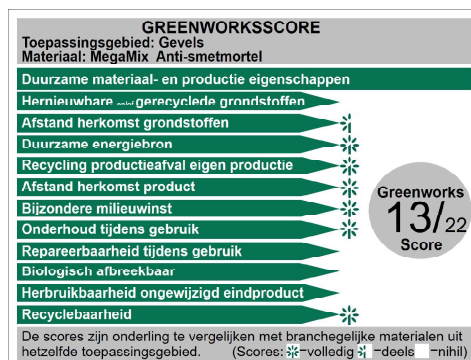 GREENWORKSSCORE
Toepassingsgebied: Gevels
Materiaal: MegaMix Anti-smetmortel
Duurzame materiaal- en productie eigenschappen
Hernieuwbare en/of gerecyclede grondstoffen
Afstand herkomst grondstoffen
Duurzame energiebron
Recycling productieafval eigen productie
Afstand herkomst product
Bijzondere milieuwinst
Onderhoud tijdens gebruik
Repareerbaarheid tijdens gebruik
Biologisch afbreekbaar
Herbruikbaarheid ongewijzigd eindproduct
Recyclebaarheid
Greenworks
13/22
Score
De scores zijn onderling te vergelijken met branchegelijke materialen uit
hetzelfde toepassingsgebied. (Scores: =volledig =deels =nihil)